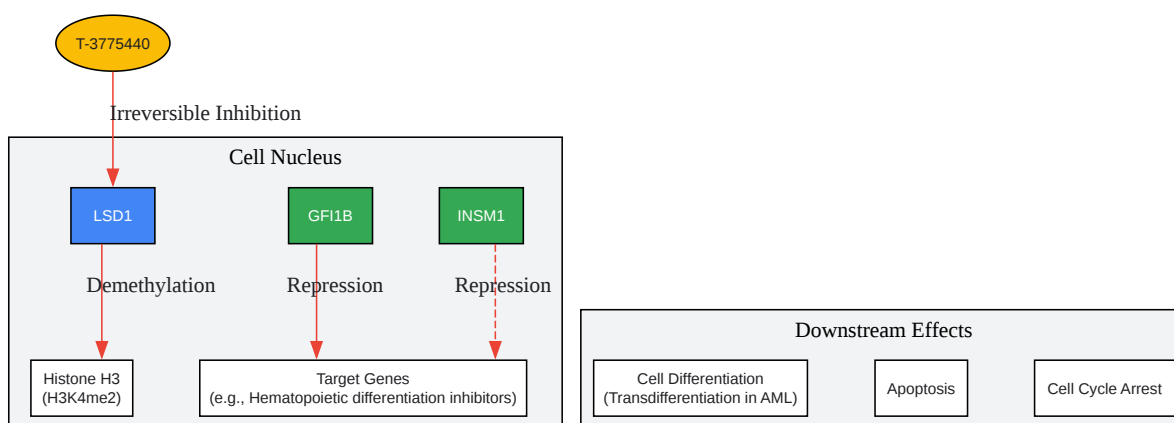 T-3775440
Irreversible Inhibition
Cell Nucleus
LSD1
GFI1B
INSM1
Demethylation
Repression
Repression
Downstream Effects
Histone H3
(H3K4me2)
Target Genes
(e.g., Hematopoietic differentiation inhibitors)
Cell Differentiation
(Transdifferentiation in AML)
Apoptosis
Cell Cycle Arrest